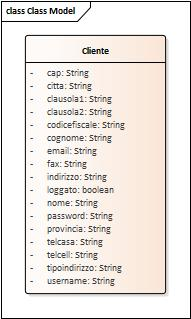 class Class Model
Cliente
- cap: String
- citta: String
- clausola1: String
- clausola2: String
- codicefiscale: String
- cognome: String
- email: String
- fax: String
- indirizzo: String
- loggato: boolean
- nome: String
- password: String
- provincia: String
- telcasa: String
- telcell: String
- tipoindirizzo: String
- username: String